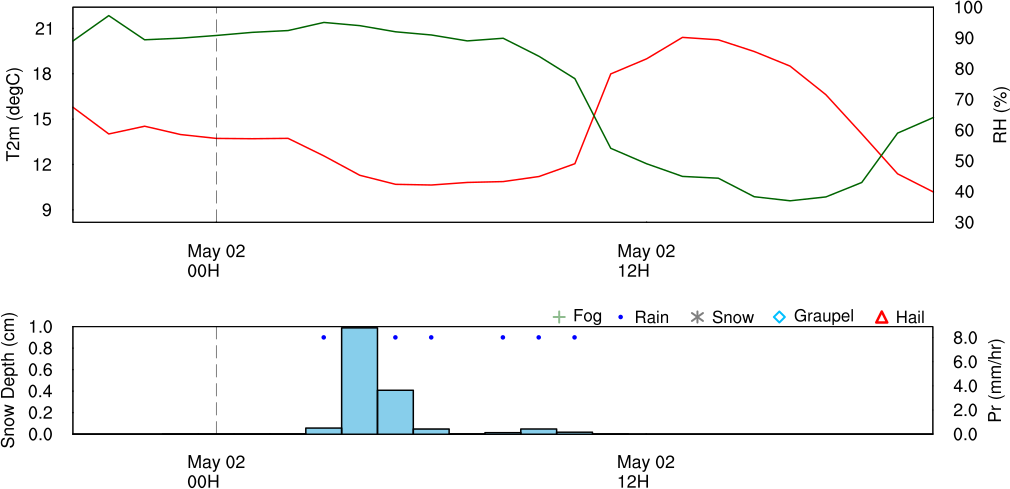 21
18
15
12
9
T2m (degC)
100
90
80
70
60
50
40
30
RH (%)
May 02
00H
May 02
12H
Fog Rain Snow Graupel Hail
1.0
0.8
0.6
0.4
0.2
0.0
Snow Depth (cm)
8.0
6.0
4.0
2.0
0.0
Pr (mm/hr)
May 02
00H
May 02
12H